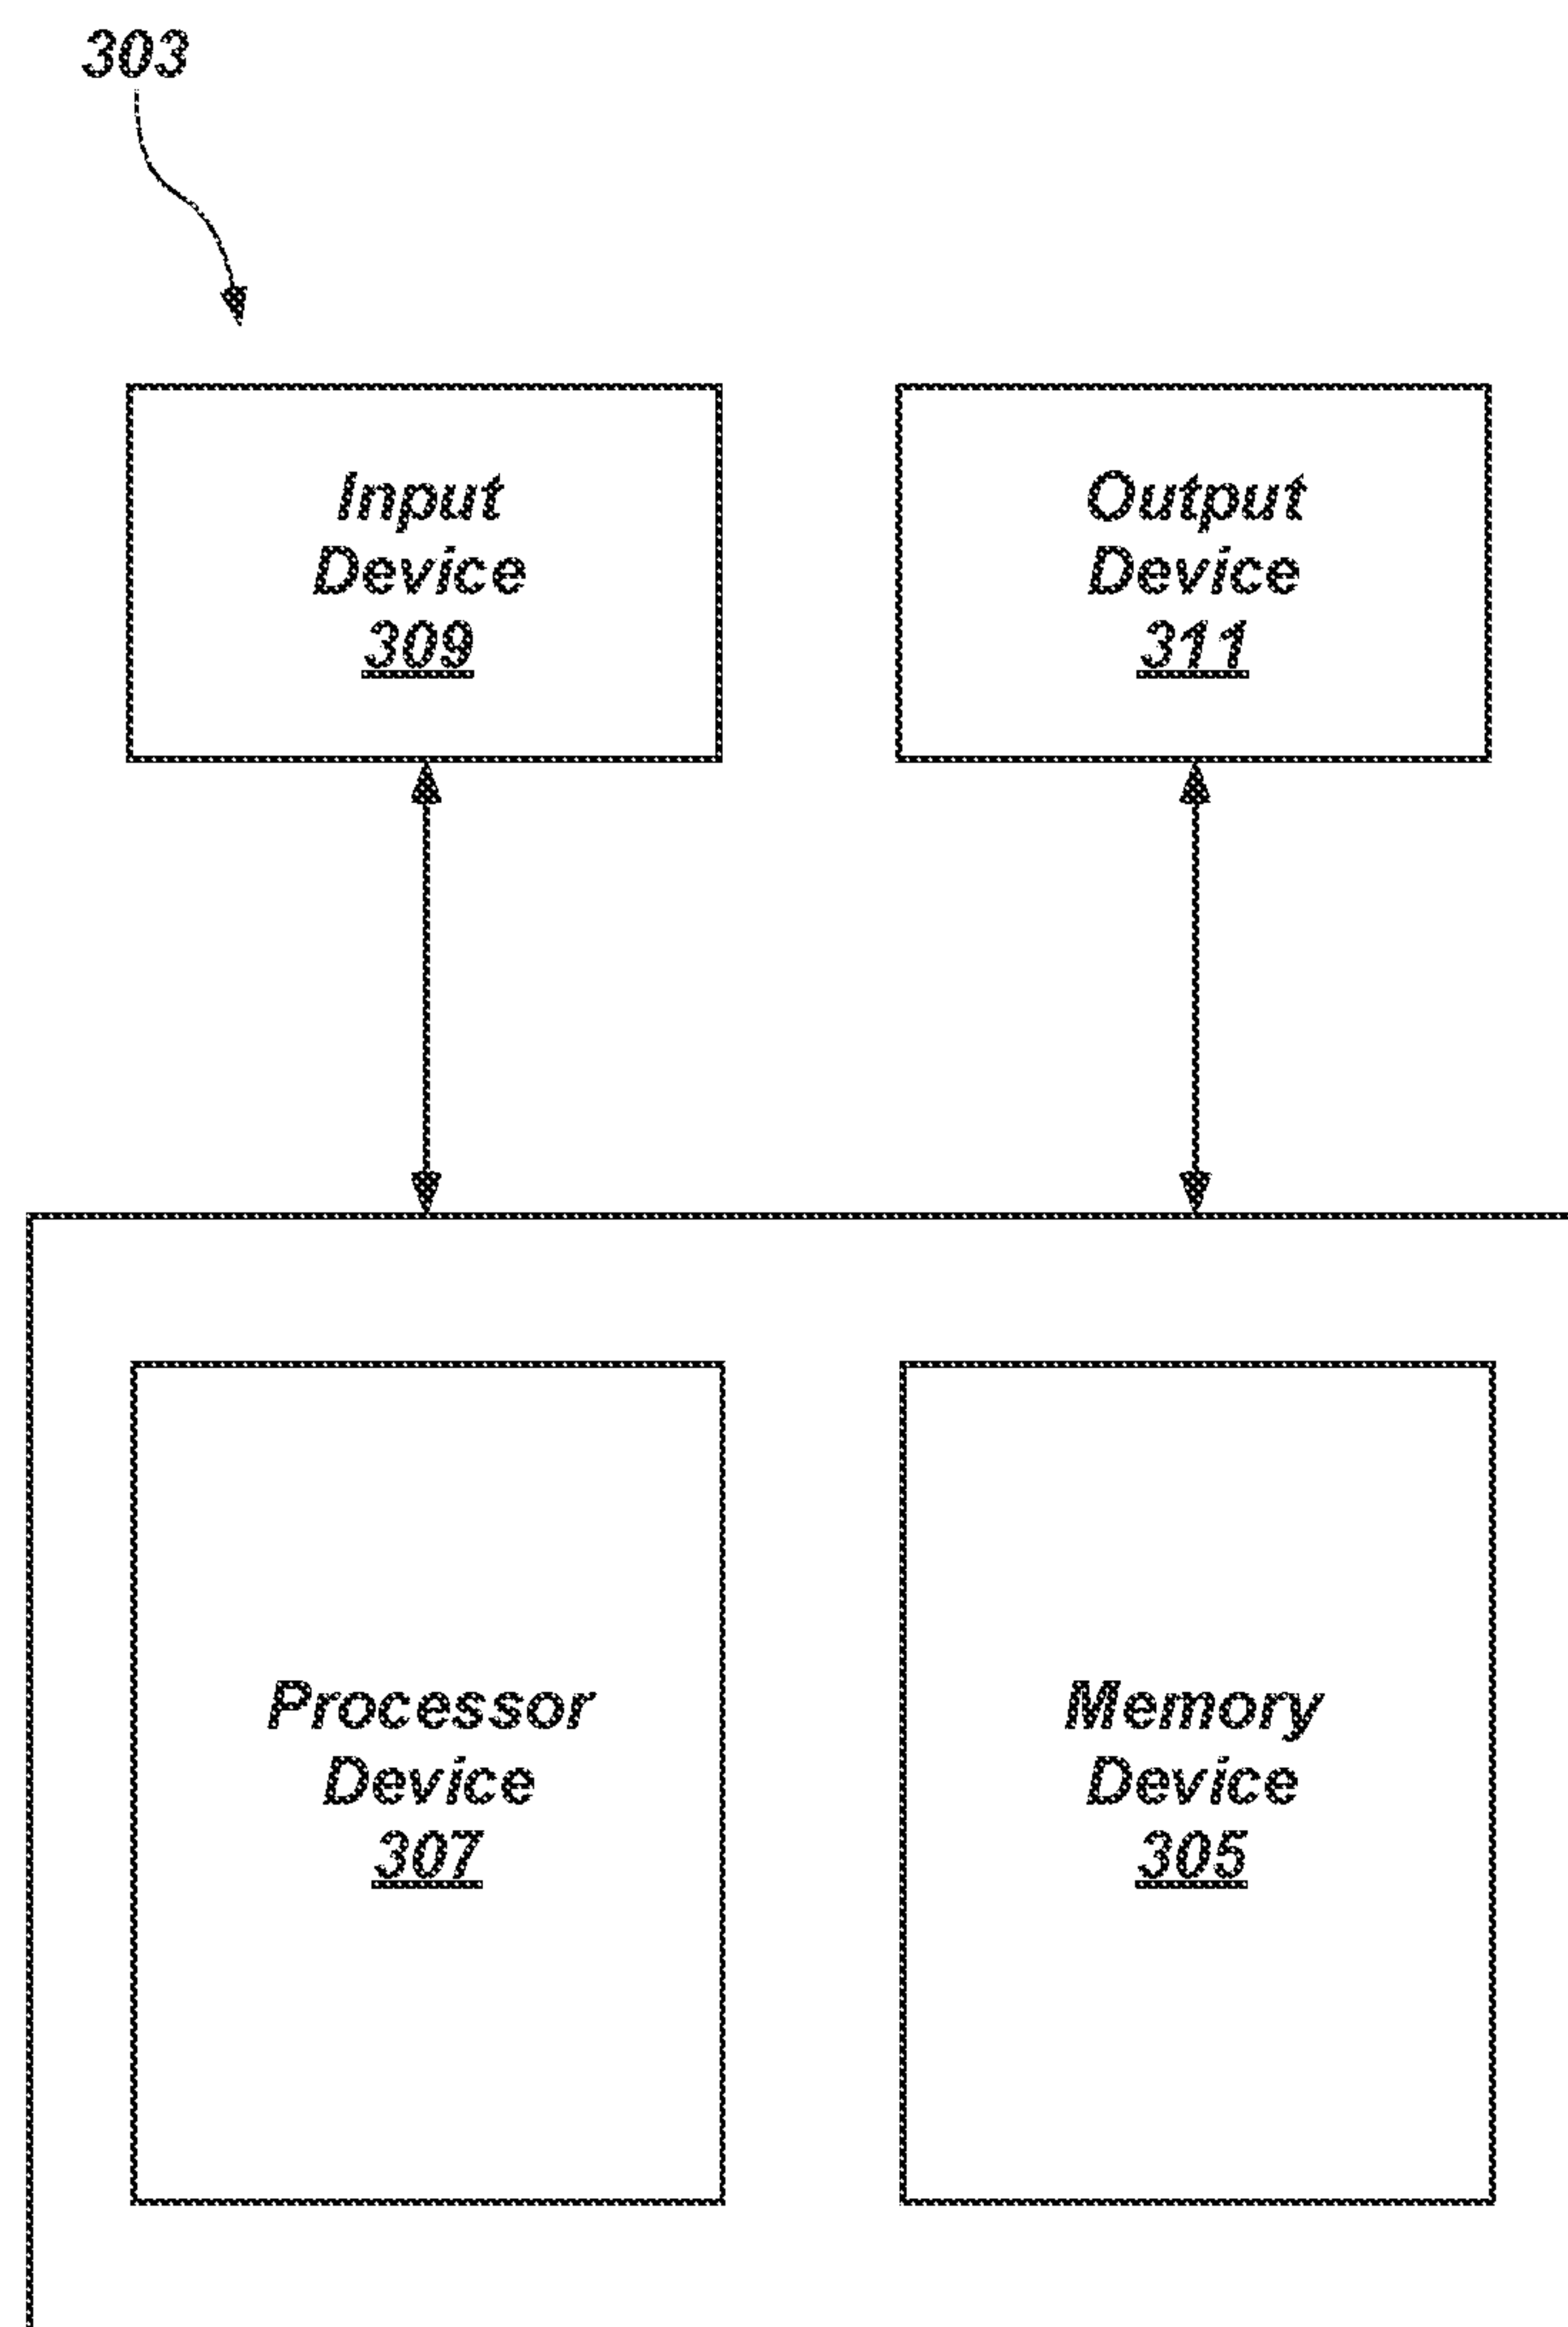 303
Input
Device
309
Output
Device
311
Processor
Device
307
Memory
Device
305